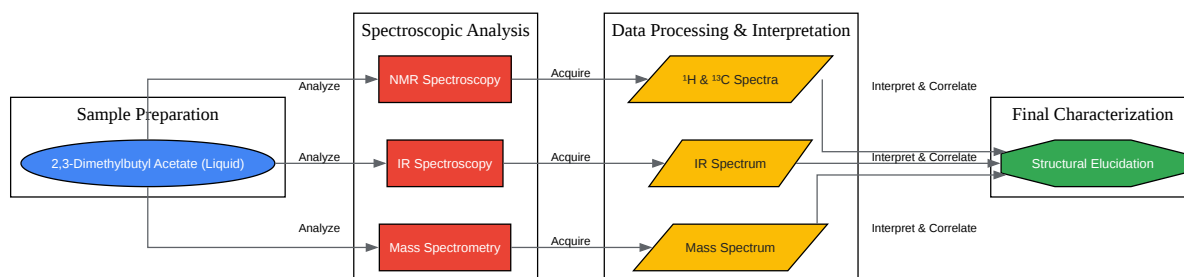 Spectroscopic Analysis
Data Processing & Interpretation
NMR Spectroscopy
Acquire
¹H & ¹³C Spectra
Analyze
Interpret & Correlate
Sample Preparation
Final Characterization
2,3-Dimethylbutyl Acetate (Liquid)
Analyze
IR Spectroscopy
Acquire
IR Spectrum
Interpret & Correlate
Structural Elucidation
Analyze
Interpret & Correlate
Mass Spectrometry
Acquire
Mass Spectrum